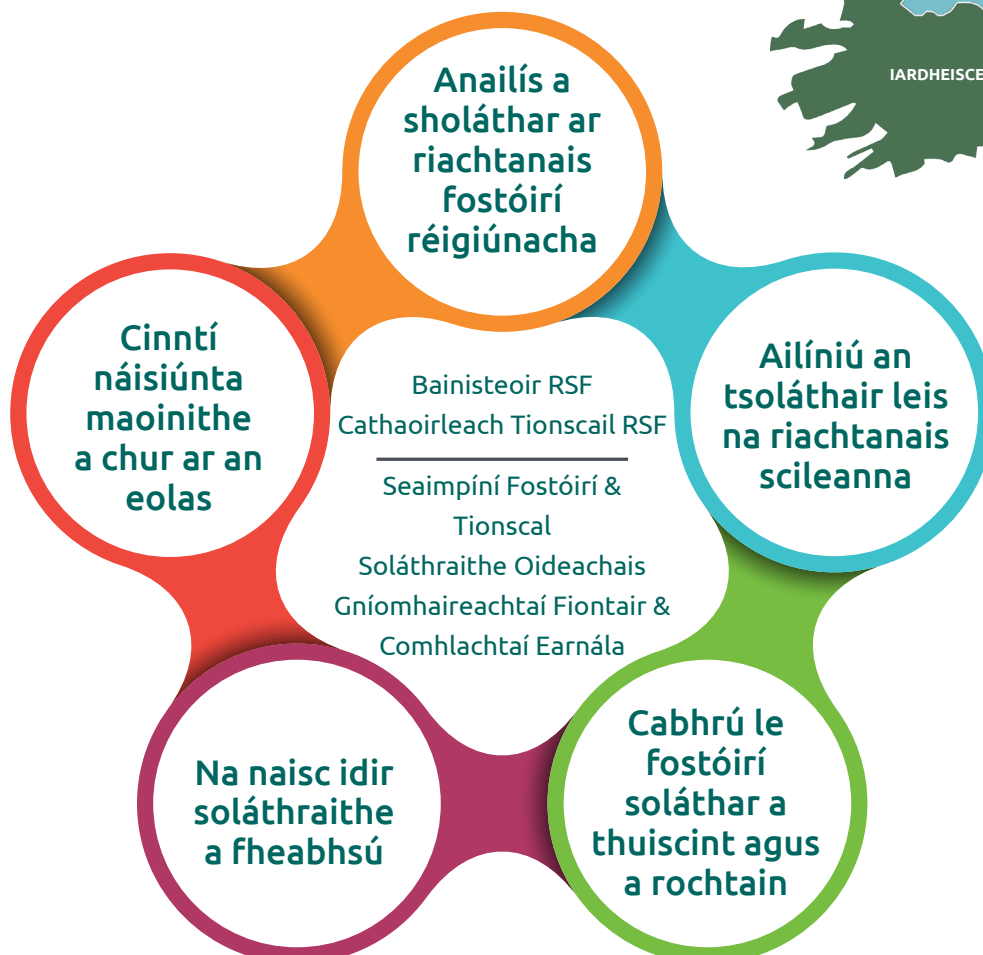 IARDHEISCE
Anailís a
sholáthar ar
riachtanais
fostóirí
réigiúnacha
Cinntí
náisiúnta
maoinithe
a chur ar an
eolas
Ailíniú an
tsoláthair leis
na riachtanais
scileanna
Bainisteoir RSF
Cathaoirleach Tionscail RSF
Seaimpíní Fostóirí &
Tionscal
Soláthraithe Oideachais
Gníomhaireachtaí Fiontair &
Comhlachtaí Earnála
Na naisc idir
soláthraithe
a fheabhsú
Cabhrú le
fostóirí
soláthar a
thuiscint agus
a rochtain